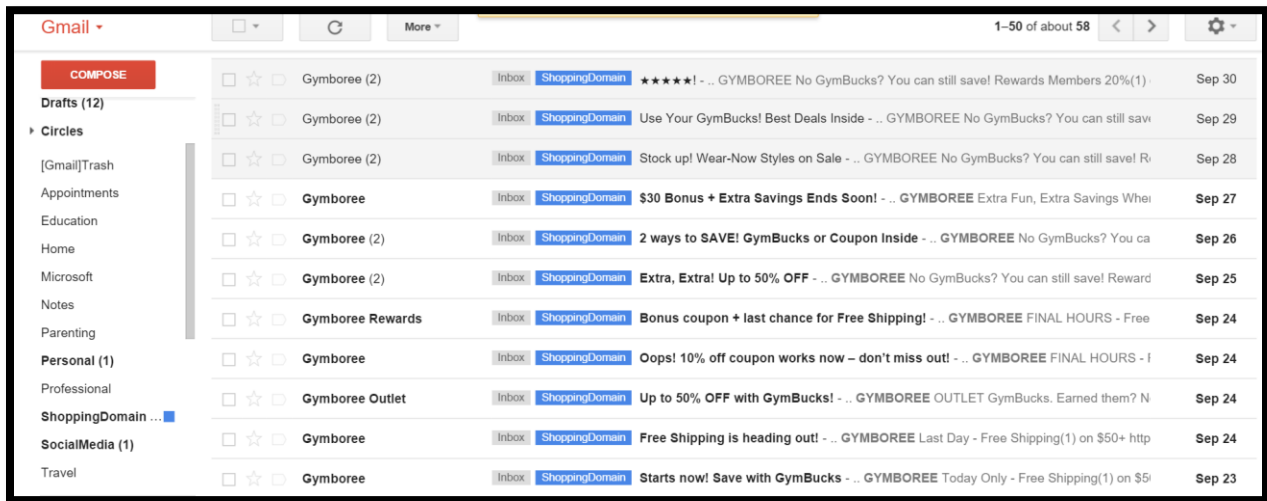 Gmail
More
1–50 of about 58
COMPOSE
Drafts (12)
Circles
[Gmail]Trash
Appointments
Education
Home
Microsoft
Notes
Parenting
Personal (1)
Professional
ShoppingDomain ...
SocialMedia (1)
Travel
Gymboree (2) Inbox ShoppingDomain ★★★★★! - .. GYMBOREE No GymBucks? You can still save! Rewards Members 20%(1) Sep 30
Gymboree (2) Inbox ShoppingDomain Use Your GymBucks! Best Deals Inside - .. GYMBOREE No GymBucks? You can still save Sep 29
Gymboree (2) Inbox ShoppingDomain Stock up! Wear-Now Styles on Sale - .. GYMBOREE No GymBucks? You can still save! Sep 28
Gymboree Inbox ShoppingDomain $30 Bonus + Extra Savings Ends Soon! - .. GYMBOREE Extra Fun, Extra Savings Sep 27
Gymboree (2) Inbox ShoppingDomain 2 ways to SAVE! GymBucks or Coupon Inside - .. GYMBOREE No GymBucks? You ca Sep 26
Gymboree (2) Inbox ShoppingDomain Extra, Extra! Up to 50% OFF - .. GYMBOREE No GymBucks? You can still save! Reward Sep 25
Gymboree Rewards Inbox ShoppingDomain Bonus coupon + last chance for Free Shipping! - .. GYMBOREE FINAL HOURS - Free Sep 24
Gymboree Inbox ShoppingDomain Oops! 10% off coupon works now – don't miss out! - .. GYMBOREE FINAL HOURS - Sep 24
Gymboree Outlet Inbox ShoppingDomain Up to 50% OFF with GymBucks! - .. GYMBOREE OUTLET GymBucks. Earned them? N Sep 24
Gymboree Inbox ShoppingDomain Free Shipping is heading out! - .. GYMBOREE Last Day - Free Shipping(1) on $50+ http Sep 24
Gymboree Inbox ShoppingDomain Starts now! Save with GymBucks - .. GYMBOREE Today Only - Free Shipping(1) on Sep 23